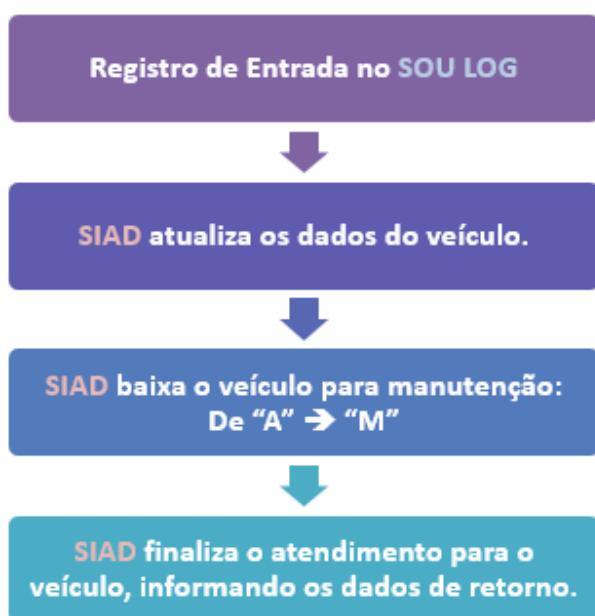 Registro de Entrada no SOU LOG
SIAD atualiza os dados do veículo.
SIAD baixa o veículo para manutenção:
De “A” ➔ “M”
SIAD finaliza o atendimento para o
veículo, informando os dados de retorno.